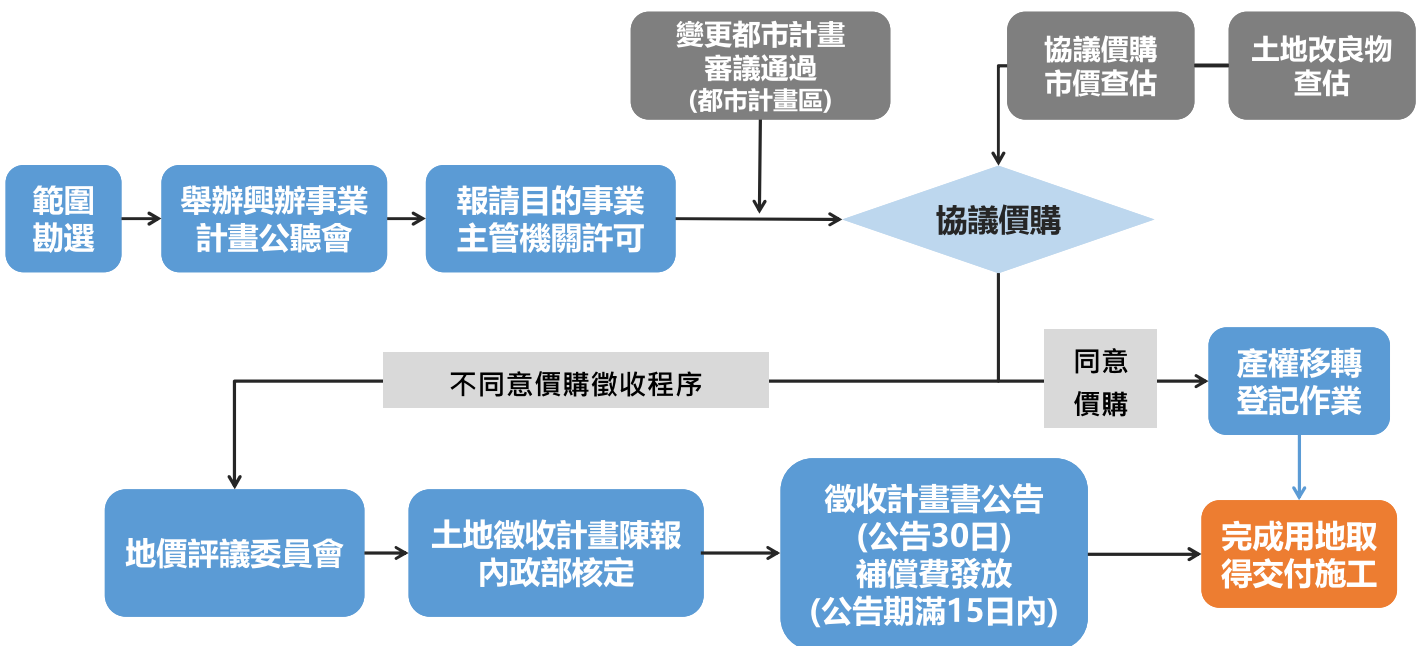 變更都市計畫
審議通過
(都市計畫區)
協議價購
市價查估
土地改良物
查估
範圍
勘選
舉辦興辦事業
計畫公聽會
報請目的事業
主管機關許可
協議價購
不同意價購徵收程序
同意
價購
產權移轉
登記作業
地價評議委員會
土地徵收計畫陳報
內政部核定
徵收計畫書公告
(公告30日)
補償費發放
(公告期滿15日內)
完成用地取
得交付施工